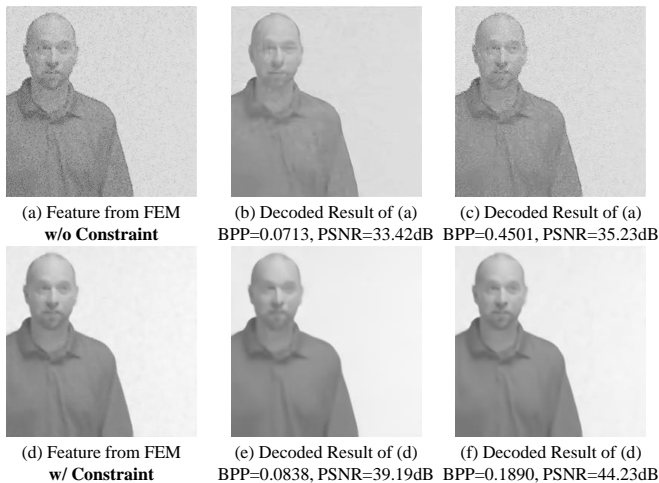 (a) Feature from FEM
w/o Constraint
(b) Decoded Result of (a)
BPP=0.0713, PSNR=33.42dB
(c) Decoded Result of (a)
BPP=0.4501, PSNR=35.23dB
(d) Feature from FEM
w/ Constraint
(e) Decoded Result of (d)
BPP=0.0838, PSNR=39.19dB
(f) Decoded Result of (d)
BPP=0.1890, PSNR=44.23dB